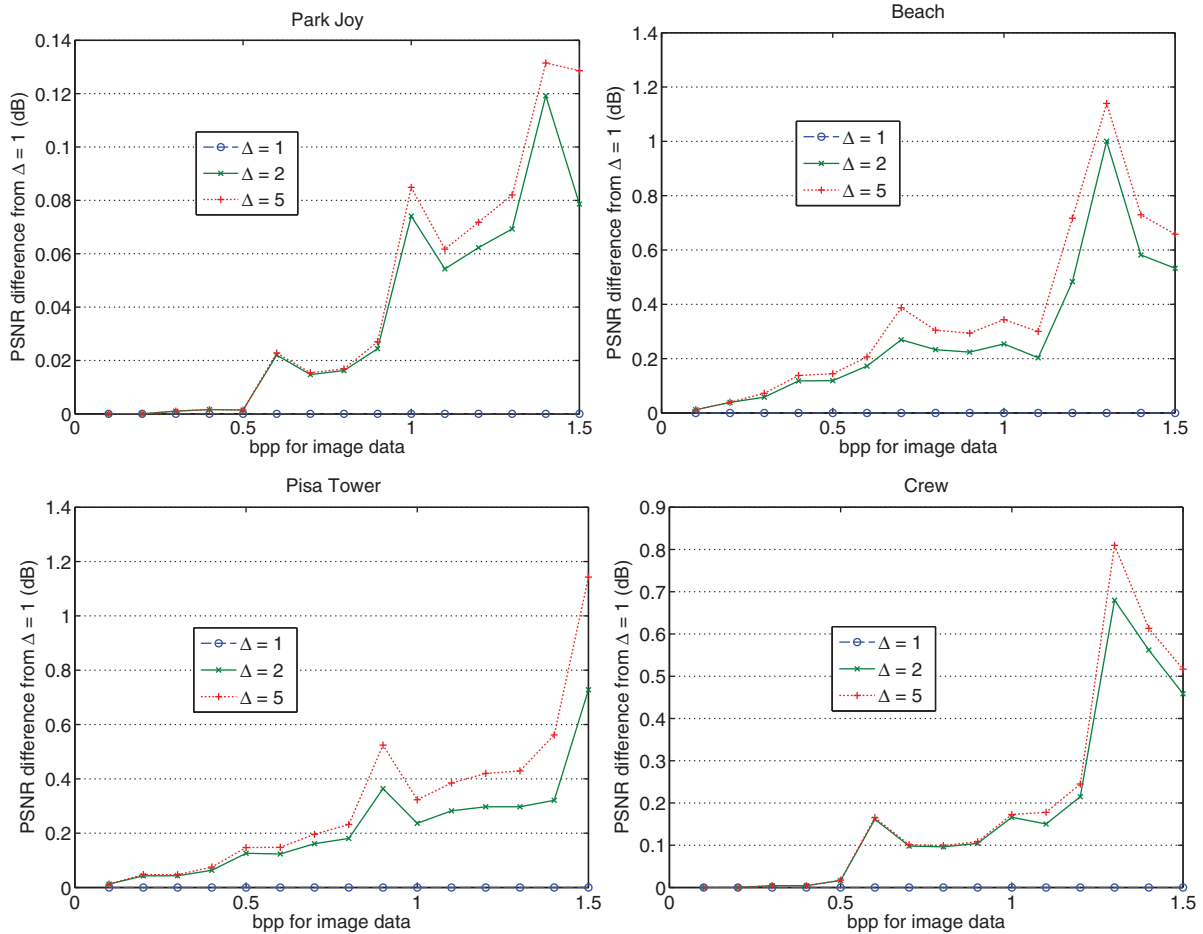 Park Joy
PSNR difference from Δ = 1 (dB)
0.14
0.12
0.1
0.08
0.06
0.04
0.02
0
0
0.5
1
1.5
bpp for image data
Δ = 1
Δ = 2
Δ = 5
Beach
PSNR difference from Δ = 1 (dB)
1.4
1.2
1
0.8
0.6
0.4
0.2
0
0
0.5
1
1.5
bpp for image data
Δ = 1
Δ = 2
Δ = 5
Pisa Tower
PSNR difference from Δ = 1 (dB)
1.4
1.2
1
0.8
0.6
0.4
0.2
0
0
0.5
1
1.5
bpp for image data
Δ = 1
Δ = 2
Δ = 5
Crew
PSNR difference from Δ = 1 (dB)
0.9
0.8
0.7
0.6
0.5
0.4
0.3
0.2
0.1
0
0
0.5
1
1.5
bpp for image data
Δ = 1
Δ = 2
Δ = 5